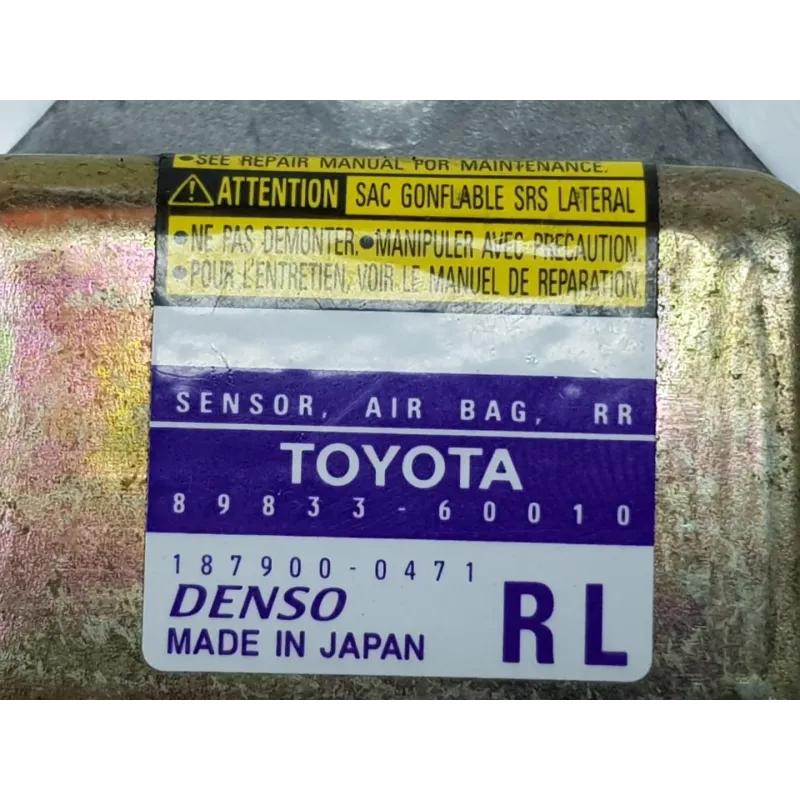 •SEE REPAIR MANUAL FOR MAINTENANCE.
⚠ATTENTION SAC GONFLABLE SRS LATERAL
•NE PAS DEMONTER. •MANIPULER AVEC PRECAUTION.
•POUR L'ENTRETIEN, VOIR LE MANUEL DE REPARATION.
SENSOR, AIR BAG, RR
TOYOTA
89833-60010
187900-0471
DENSO
MADE IN JAPAN
RL